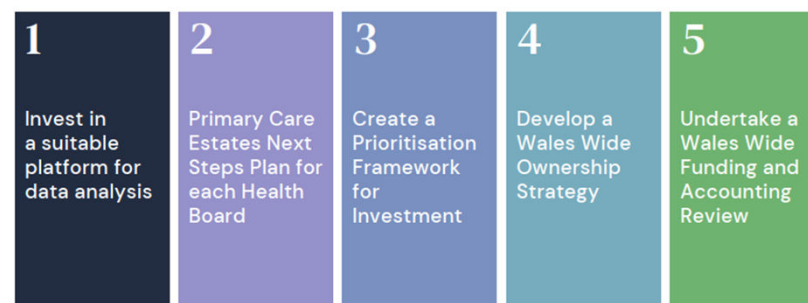 1
Invest in
a suitable
platform for
data analysis
2
Primary Care
Estates Next
Steps Plan for
each Health
Board
3
Create a
Prioritisation
Framework
for
Investment
4
Develop a
Wales Wide
Ownership
Strategy
5
Undertake a
Wales Wide
Funding and
Accounting
Review